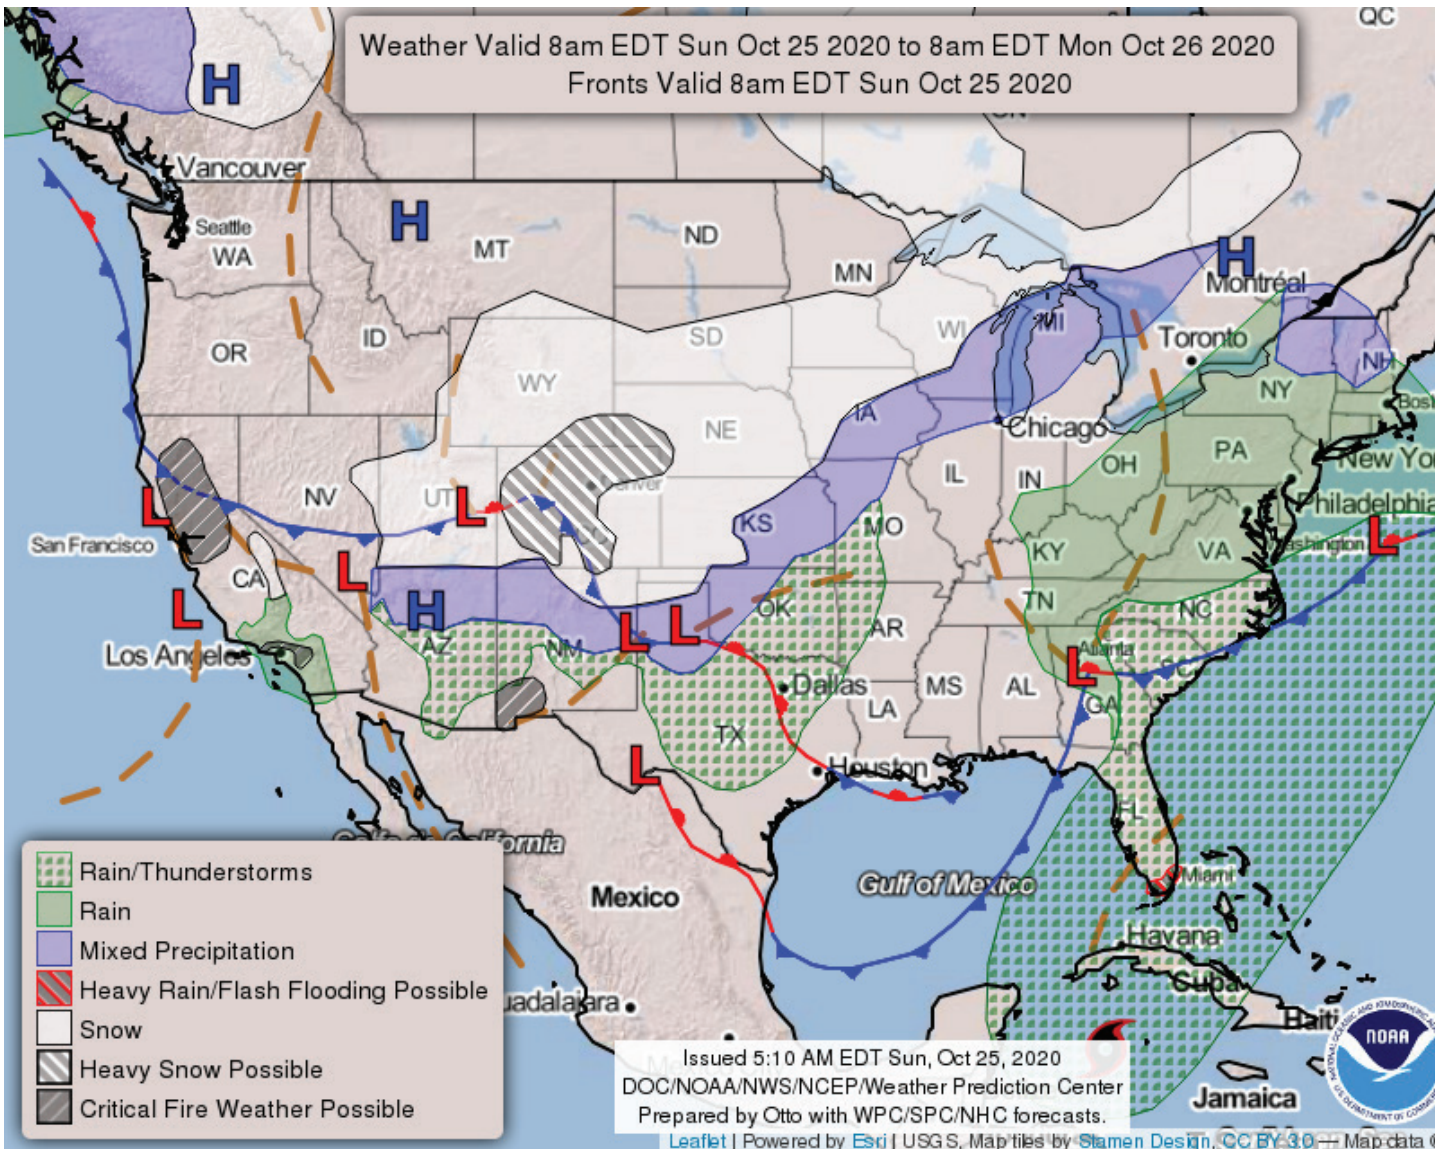 QC
Weather Valid 8am EDT Sun Oct 25 2020 to 8am EDT Mon Oct 26 2020
Fronts Valid 8am EDT Sun Oct 25 2020
H
Vancouver
H
Seattle
WA
MT
ND
MN
H
Montréal
OR
ID
WY
SD
WI
MI
Toronto
NH
NY
IA
NE
Chicago
PA
New Yo
NV
UT
L
L
IL
IN
OH
Philadelphia
San Francisco
KS
MO
KY
VA
L
CA
L
L
H
AZ
NM
L
L
OK
AR
TN
NC
Los Angeles
Atlanta
L
SC
Dallas
MS
AL
GA
LA
TX
L
Houston
FL
Rain/Thunderstorms
Rain
Mixed Precipitation
Heavy Rain/Flash Flooding Possible
Snow
Heavy Snow Possible
Critical Fire Weather Possible
Mexico
Gulf of Mexico
Miami
Havana
Cuba
uadalajara
Haiti
NOAA
Jamaica
Issued 5:10 AM EDT Sun, Oct 25, 2020
DOC/NOAA/NWS/NCEP/Weather Prediction Center
Prepared by Otto with WPC/SPC/NHC forecasts.
Leaflet | Powered by Esri | USGS, Map tiles by Stamen Design, CC BY 3.0 — Map data ©